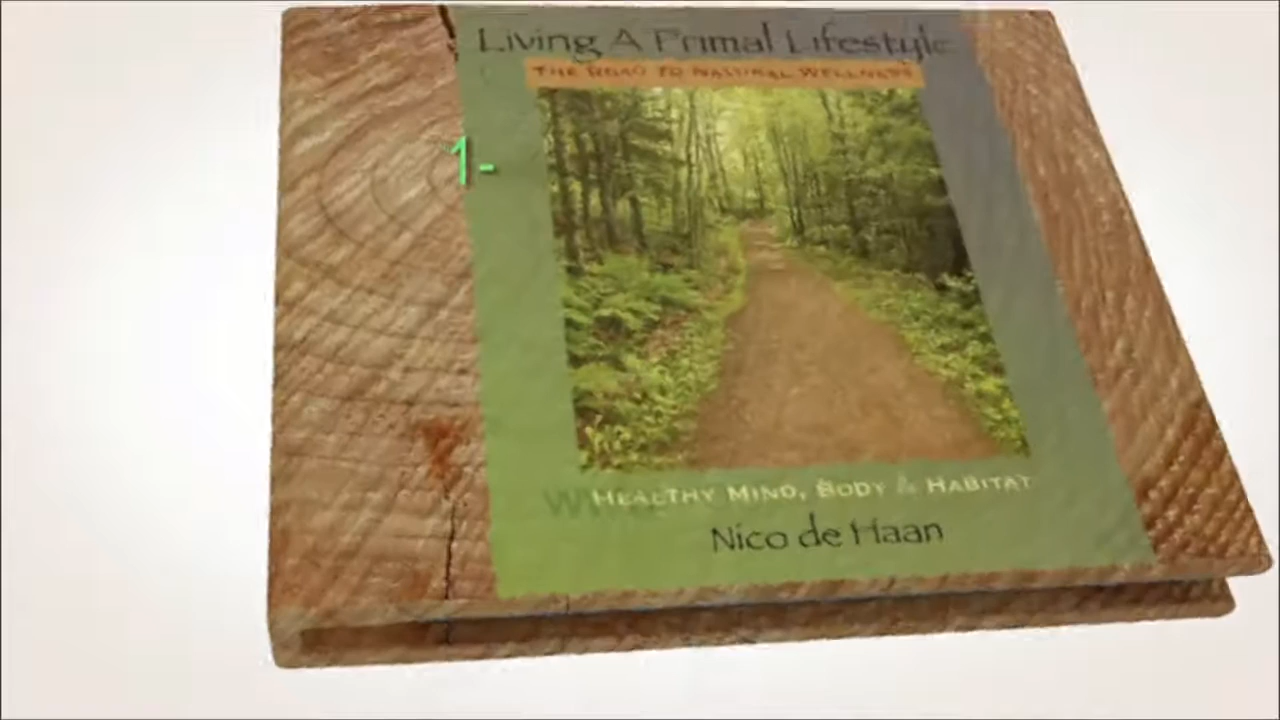 Living A Primal Lifestyle
THE ROAD TO NATURAL WELLNESS
1-
HEALTHY MIND, BODY & HABITAT
Nico de Haan